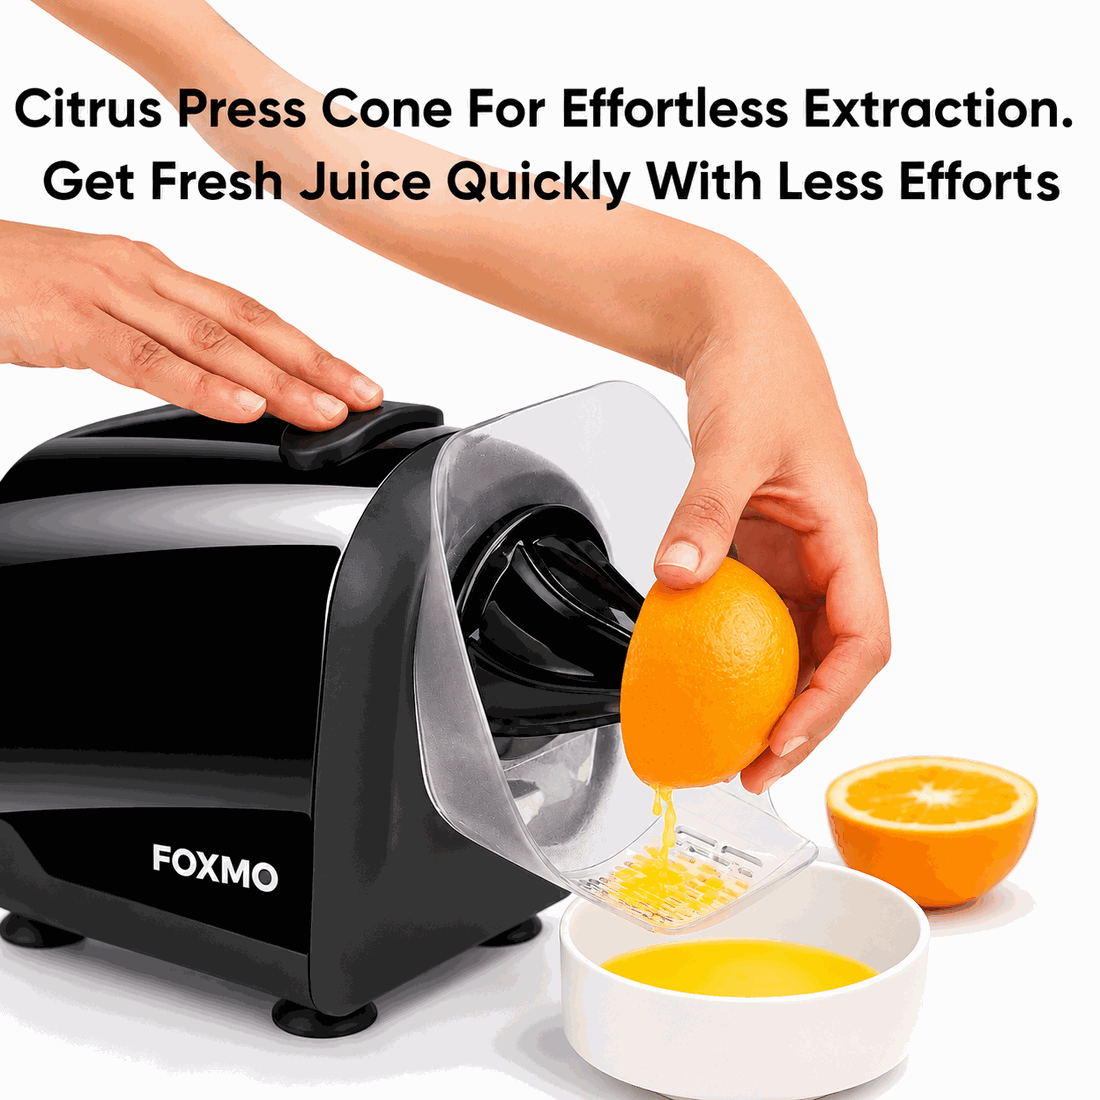 Citrus Press Cone For Effortless Extraction.
Get Fresh Juice Quickly With Less Efforts
FOXMO